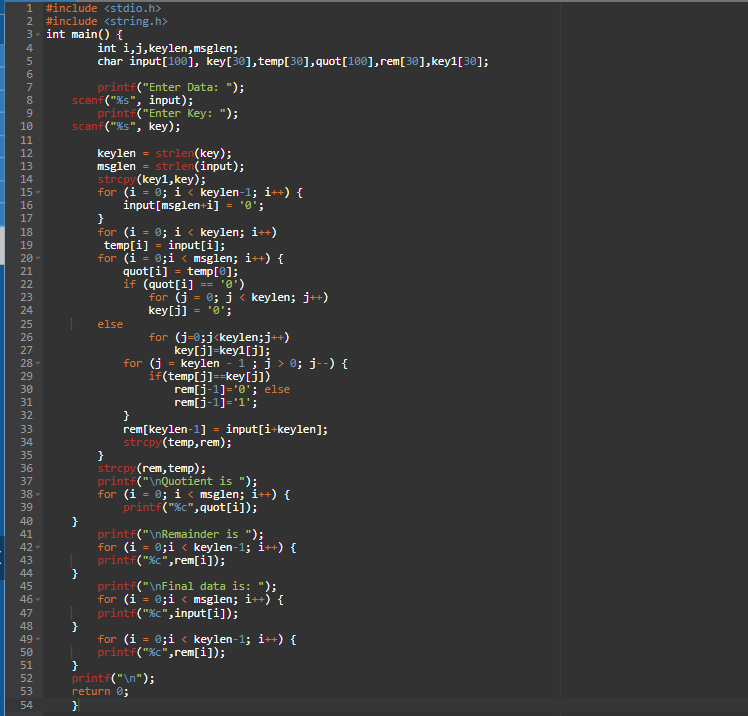 1 #include <stdio.h>
2 #include <string.h>
3 int main() {
4 int i,j,keylen,msglen;
5 char input[100], key[30],temp[30],quot[100],rem[30],key1[30];
6
7 printf("Enter Data: ");
8 scanf("%s", input);
9 printf("Enter Key: ");
10 scanf("%s", key);
11
12 keylen = strlen(key);
13 msglen = strlen(input);
14 strcpy(key1,key);
15 for (i = 0; i < keylen-1; i++) {
16 input[msglen+i] = '0';
17 }
18 for (i = 0; i < keylen; i++)
19 temp[i] = input[i];
20 for (i = 0;i < msglen; i++) {
21 quot[i] = temp[0];
22 if (quot[i] == '0')
23 for (j = 0; j < keylen; j++)
24 key[j] = '0';
25 else
26 for (j=0;j<keylen;j++)
27 key[j]=key1[j];
28 for (j = keylen - 1 ; j > 0; j--) {
29 if(temp[j]==key[j])
30 rem[j-1]='0'; else
31 rem[j-1]='1';
32 }
33 rem[keylen-1] = input[i+keylen];
34 strcpy(temp,rem);
35 }
36 strcpy(rem,temp);
37 printf("\nQuotient is ");
38 for (i = 0; i < msglen; i++) {
39 printf("%c",quot[i]);
40 }
41 printf("\nRemainder is ");
42 for (i = 0;i < keylen-1; i++) {
43 printf("%c",rem[i]);
44 }
45 printf("\nFinal data is: ");
46 for (i = 0;i < msglen; i++) {
47 printf("%c",input[i]);
48 }
49 for (i = 0;i < keylen-1; i++) {
50 printf("%c",rem[i]);
51 }
52 printf("\n");
53 return 0;
54 }